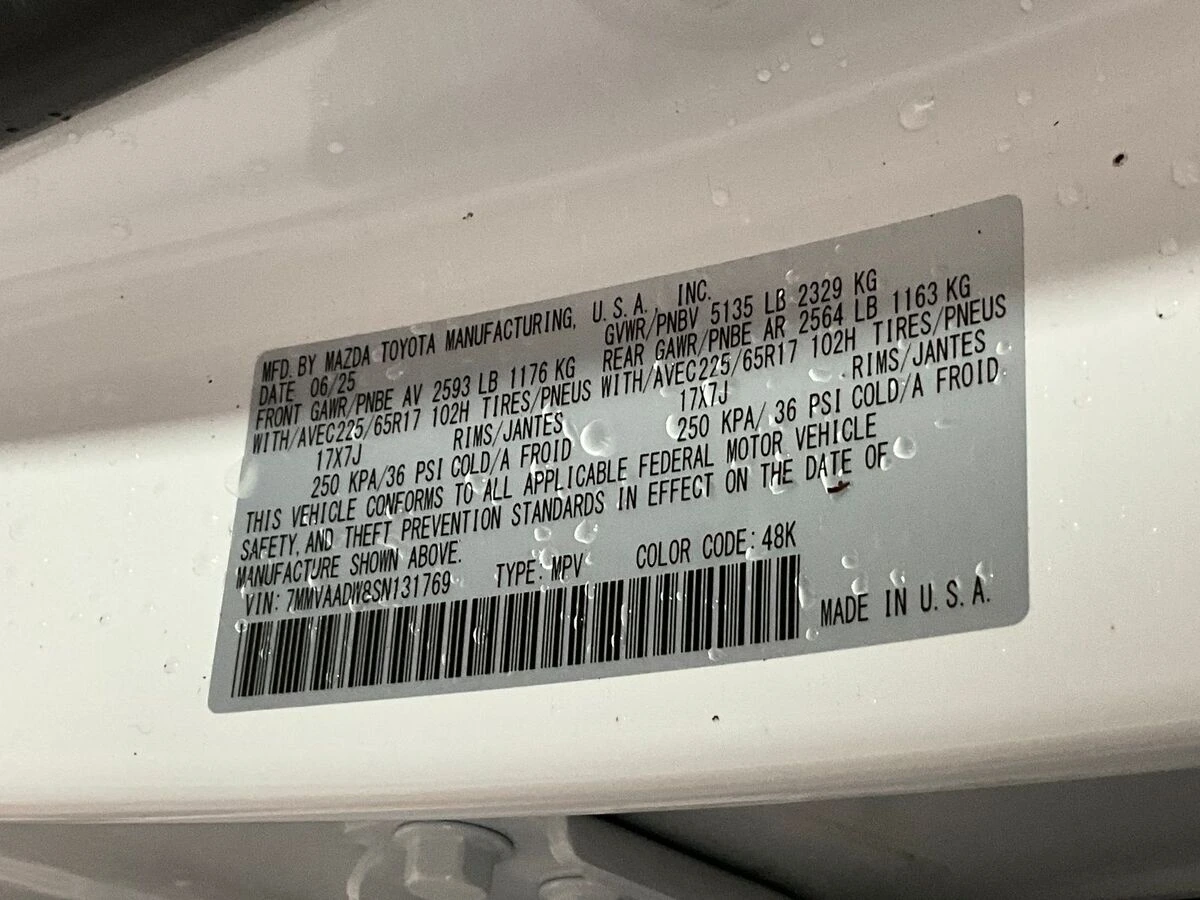 MFD. BY MAZDA TOYOTA MANUFACTURING, U.S.A., INC.
DATE 06/25 GVWR/PNBV 5135 LB 2329 KG
FRONT GAWR/PNBE AV 2593 LB 1176 KG REAR GAWR/PNBE AR 2564 LB 1163 KG
WITH/AVEC225/65R17 102H TIRES/PNEUS WITH/AVEC225/65R17 102H TIRES/PNEUS
17X7J RIMS/JANTES 17X7J RIMS/JANTES
250 KPA/36 PSI COLD/A FROID 250 KPA/ 36 PSI COLD/A FROID
THIS VEHICLE CONFORMS TO ALL APPLICABLE FEDERAL MOTOR VEHICLE
SAFETY, AND THEFT PREVENTION STANDARDS IN EFFECT ON THE DATE OF
MANUFACTURE SHOWN ABOVE.
VIN: 7MMVAADW8SN131769 TYPE: MPV COLOR CODE: 48K
MADE IN U.S.A.